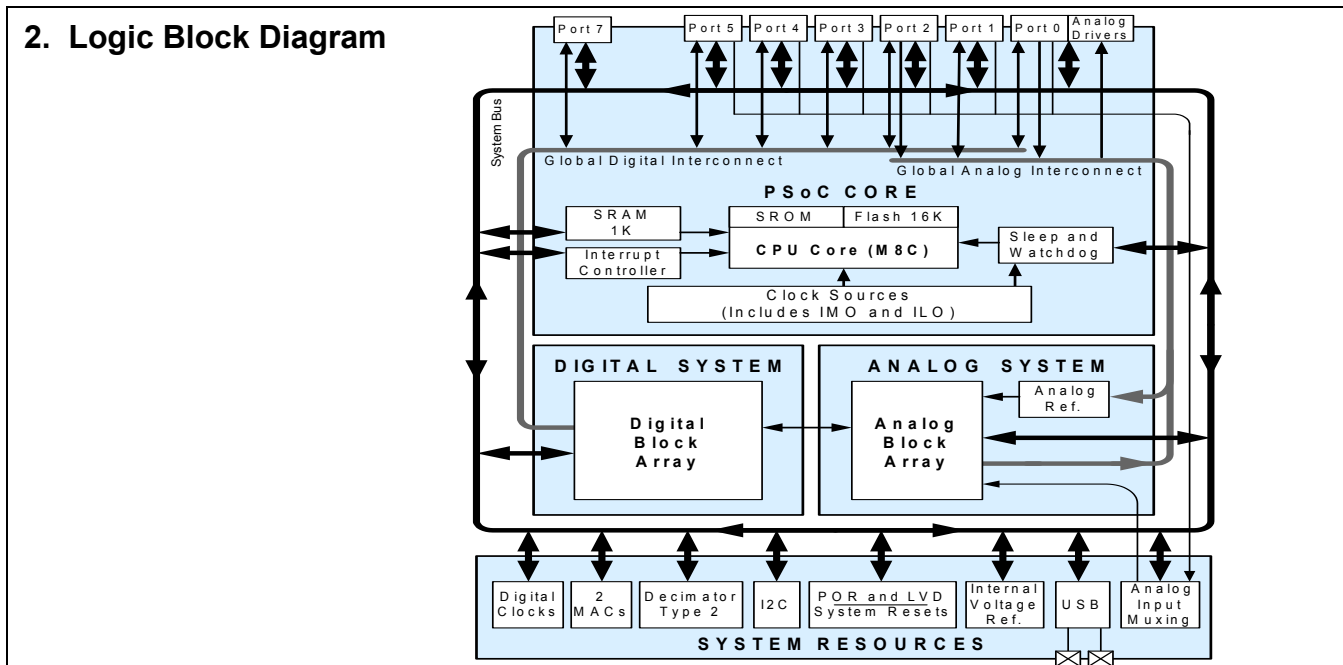 2. Logic Block Diagram
Port 7
Port 5
Port 4
Port 3
Port 2
Port 1
Port 0
Analog
Drivers
System Bus
Global Digital Interconnect
Global Analog Interconnect
PSoC CORE
SRAM
1K
SROM
Flash 16K
CPU Core (M8C)
Interrupt
Controller
Sleep and
Watchdog
Clock Sources
(Includes IMO and ILO)
DIGITAL SYSTEM
Digital
Block
Array
ANALOG SYSTEM
Analog
Block
Array
Analog
Ref.
Digital
Clocks
2
MACs
Decimator
Type 2
I2C
POR and LVD
System Resets
Internal
Voltage
Ref.
USB
Analog
Input
Muxing
SYSTEM RESOURCES